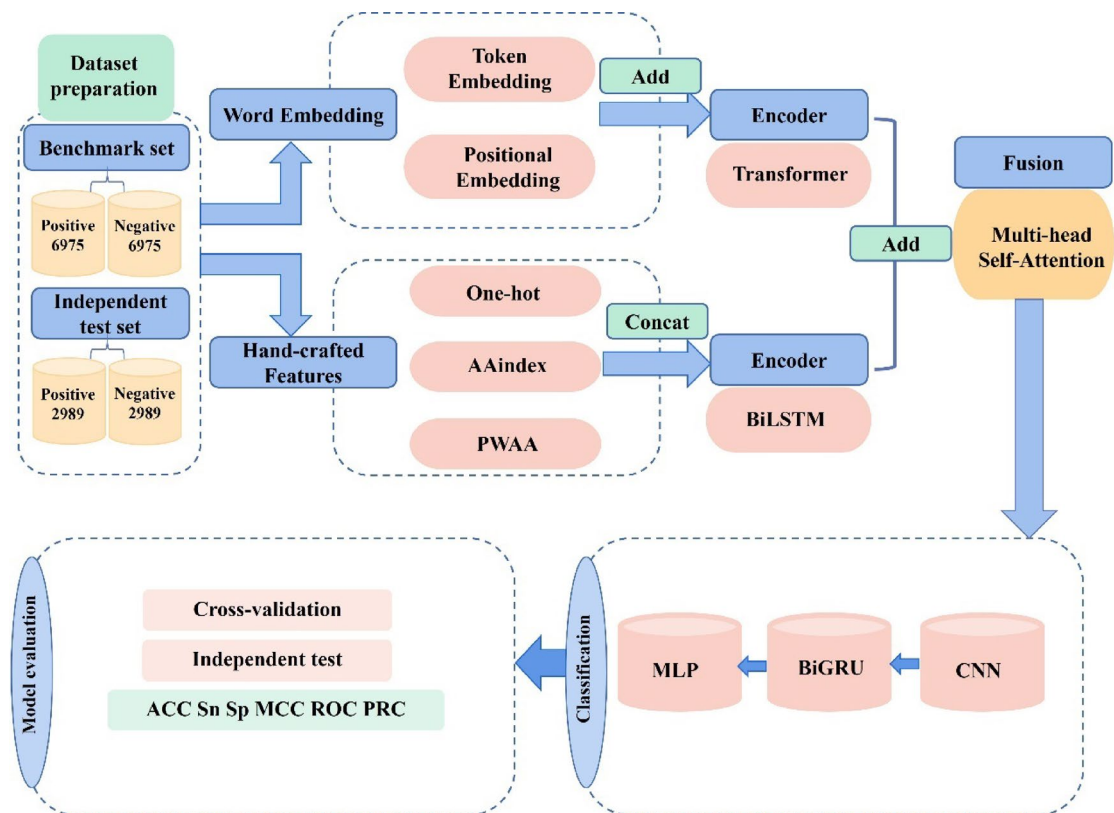 Dataset
preparation
Benchmark set
Positive
6975
Negative
6975
Independent
test set
Positive
2989
Negative
2989
Word Embedding
Hand-crafted
Features
Token
Embedding
Positional
Embedding
Add
Encoder
Transformer
One-hot
AAindex
PWAA
Concat
Encoder
BiLSTM
Add
Fusion
Multi-head
Self-Attention
Classification
CNN
BiGRU
MLP
Model evaluation
Cross-validation
Independent test
ACC Sn Sp MCC ROC PRC